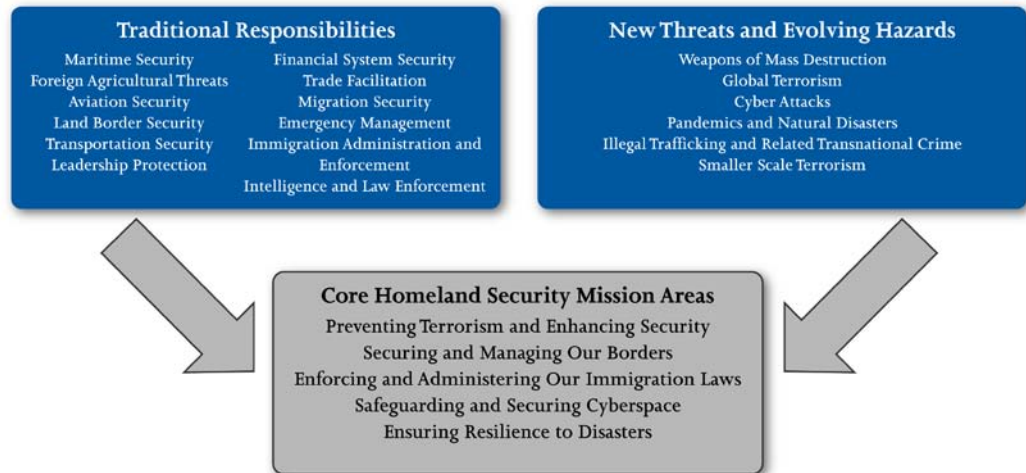 Traditional Responsibilities
Maritime Security
Foreign Agricultural Threats
Aviation Security
Land Border Security
Transportation Security
Leadership Protection
Financial System Security
Trade Facilitation
Migration Security
Emergency Management
Immigration Administration and
Enforcement
Intelligence and Law Enforcement
New Threats and Evolving Hazards
Weapons of Mass Destruction
Global Terrorism
Cyber Attacks
Pandemics and Natural Disasters
Illegal Trafficking and Related Transnational Crime
Smaller Scale Terrorism
Core Homeland Security Mission Areas
Preventing Terrorism and Enhancing Security
Securing and Managing Our Borders
Enforcing and Administering Our Immigration Laws
Safeguarding and Securing Cyberspace
Ensuring Resilience to Disasters